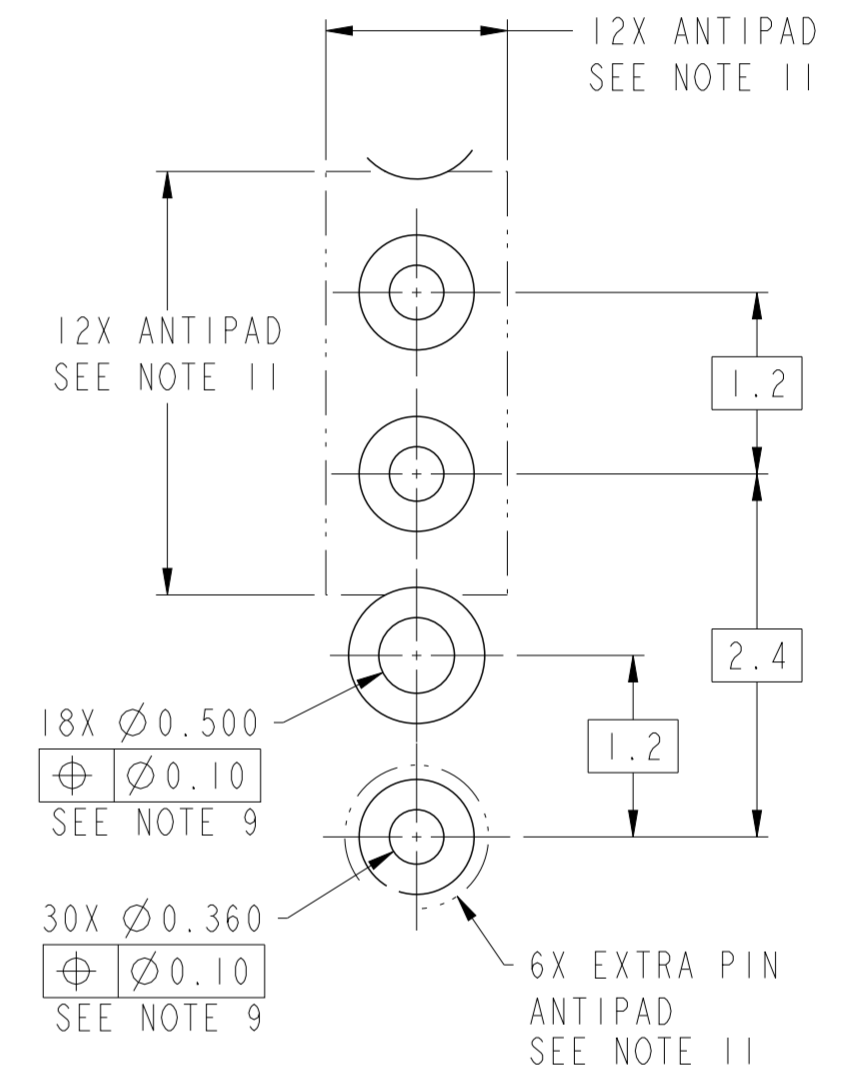 12X ANTIPAD
SEE NOTE 11
12X ANTIPAD
SEE NOTE 11
1.2
2.4
1.2
18X Ø0.500
⌖ Ø0.10
SEE NOTE 9
30X Ø0.360
⌖ Ø0.10
SEE NOTE 9
6X EXTRA PIN
ANTIPAD
SEE NOTE 11